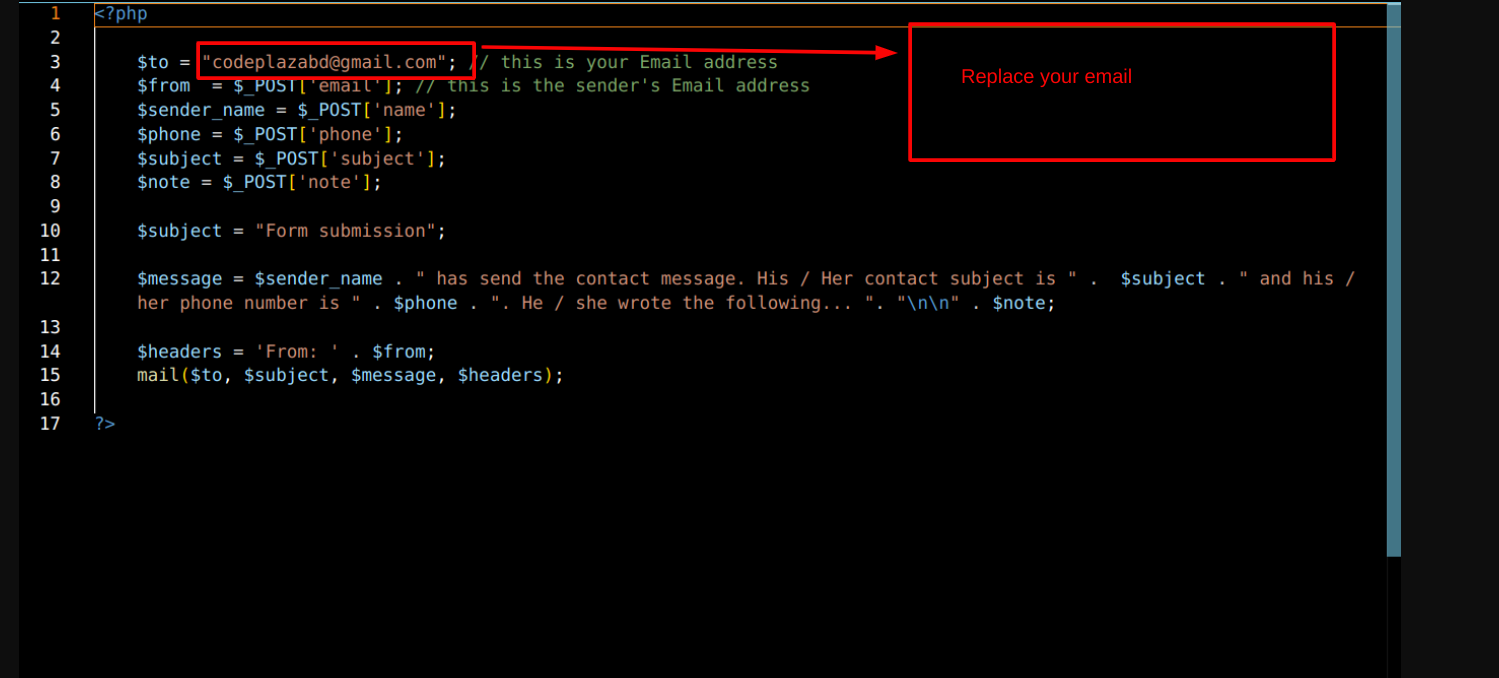 1 <?php
2
3 $to = "codeplazabd@gmail.com"; // this is your Email address
Replace your email
4 $from  = $_POST['email']; // this is the sender's Email address
5 $sender_name = $_POST['name'];
6 $phone = $_POST['phone'];
7 $subject = $_POST['subject'];
8 $note = $_POST['note'];
9
10 $subject = "Form submission";
11
12 $message = $sender_name . " has send the contact message. His / Her contact subject is " .  $subject . " and his /
her phone number is " . $phone . ". He / she wrote the following... ". "\n\n" . $note;
13
14 $headers = 'From: ' . $from;
15 mail($to, $subject, $message, $headers);
16
17 ?>